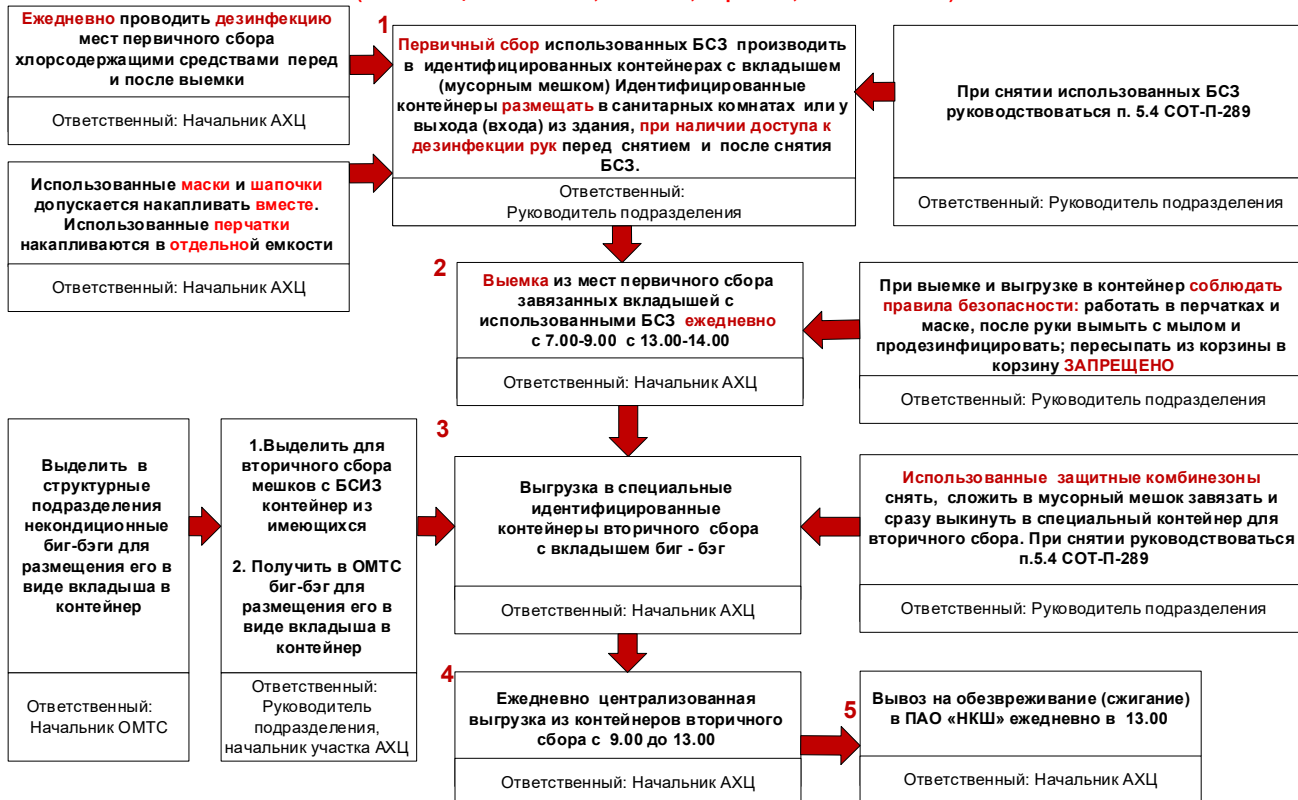 Ежедневно проводить дезинфекцию
мест первичного сбора
хлорсодержащими средствами перед
и после выемки
Ответственный: Начальник АХЦ
Использованные маски и шапочки
допускается накапливать вместе.
Использованные перчатки
накапливаются в отдельной емкости
Ответственный: Начальник АХЦ
1
Первичный сбор использованных БСЗ производить
в идентифицированных контейнерах с вкладышем
(мусорным мешком) Идентифицированные
контейнеры размещать в санитарных комнатах или у
выхода (входа) из здания, при наличии доступа к
дезинфекции рук перед снятием и после снятия
БСЗ.
Ответственный:
Руководитель подразделения
При снятии использованных БСЗ
руководствоваться п. 5.4 СОТ-П-289
Ответственный: Руководитель подразделения
2
Выемка из мест первичного сбора
завязанных вкладышей с
использованными БСЗ ежедневно
с 7.00-9.00 с 13.00-14.00
Ответственный: Начальник АХЦ
При выемке и выгрузке в контейнер соблюдать
правила безопасности: работать в перчатках и
маске, после руки вымыть с мылом и
продезинфицировать; пересыпать из корзины в
корзину ЗАПРЕЩЕНО
Ответственный: Руководитель подразделения
Выделить в
структурные
подразделения
некондиционные
биг-бэги для
размещения его в
виде вкладыша в
контейнер
Ответственный:
Начальник ОМТС
1.Выделить для
вторичного сбора
мешков с БСИЗ
контейнер из
имеющихся
2. Получить в ОМТС
биг-бэг для
размещения его в
виде вкладыша в
контейнер
Ответственный:
Руководитель
подразделения,
начальник участка АХЦ
3
Выгрузка в специальные
идентифицированные
контейнеры вторичного сбора
с вкладышем биг - бэг
Ответственный: Начальник АХЦ
Использованные защитные комбинезоны
снять, сложить в мусорный мешок завязать и
сразу выкинуть в специальный контейнер для
вторичного сбора. При снятии руководствоваться
п.5.4 СОТ-П-289
Ответственный: Руководитель подразделения
4
Ежедневно централизованная
выгрузка из контейнеров вторичного
сбора с 9.00 до 13.00
Ответственный: Начальник АХЦ
5
Вывоз на обезвреживание (сжигание)
в ПАО «НКШ» ежедневно в 13.00
Ответственный: Начальник АХЦ